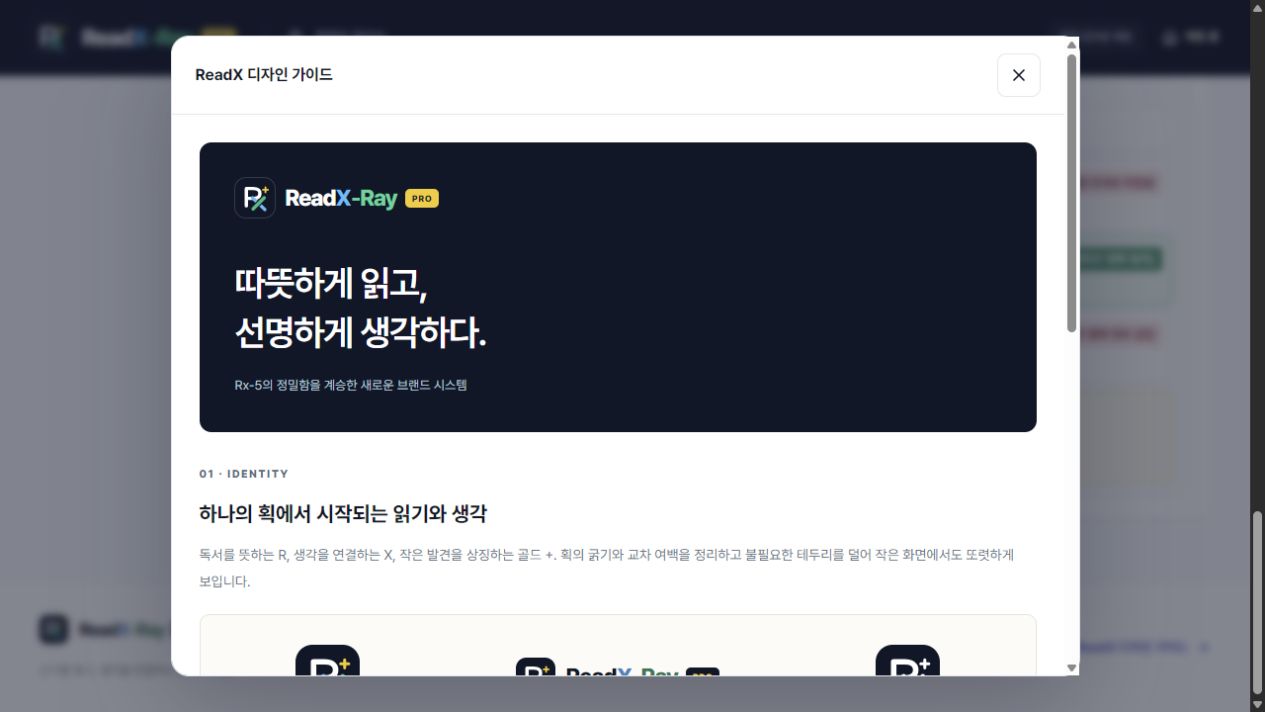 ReadX 디자인 가이드
ReadX-Ray PRO
따뜻하게 읽고,
선명하게 생각하다.
Rx-5의 정밀함을 계승한 새로운 브랜드 시스템
01 · IDENTITY
하나의 획에서 시작되는 읽기와 생각
독서를 뜻하는 R, 생각을 연결하는 X, 작은 발견을 상징하는 골드 +. 획의 굵기와 교차 여백을 정리하고 불필요한 테두리를 덜어 작은 화면에서도 또렷하게
보입니다.
ReadX-Ray PRO